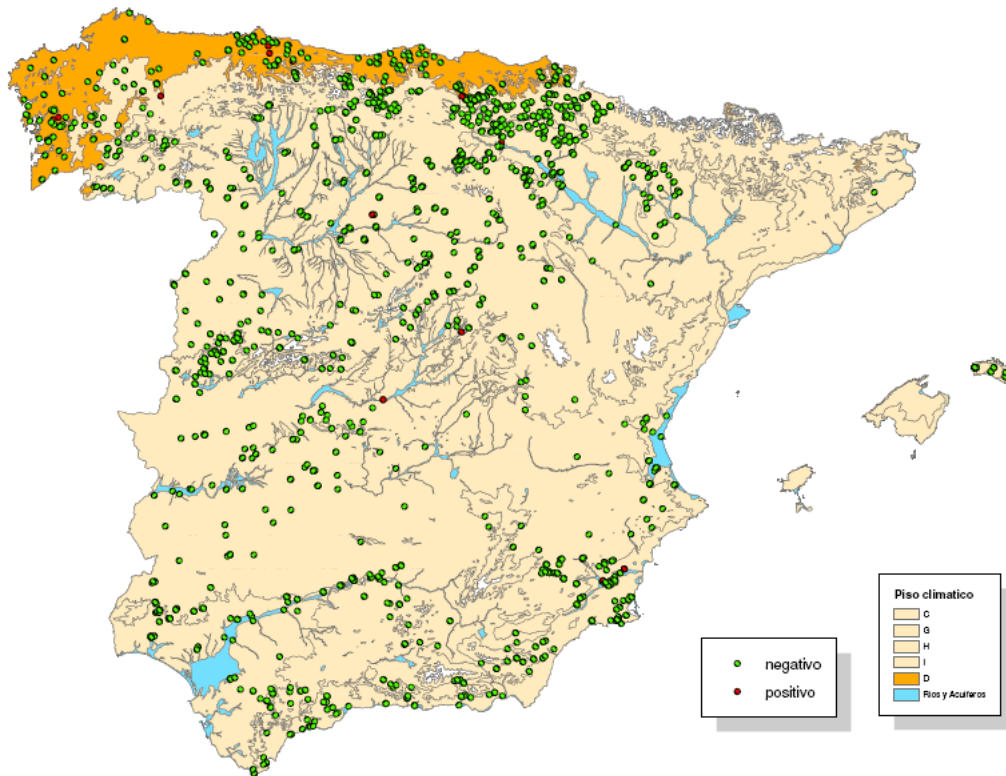 negativo
positivo
Piso climatico
C
G
H
I
D
Rios y Acuiferos